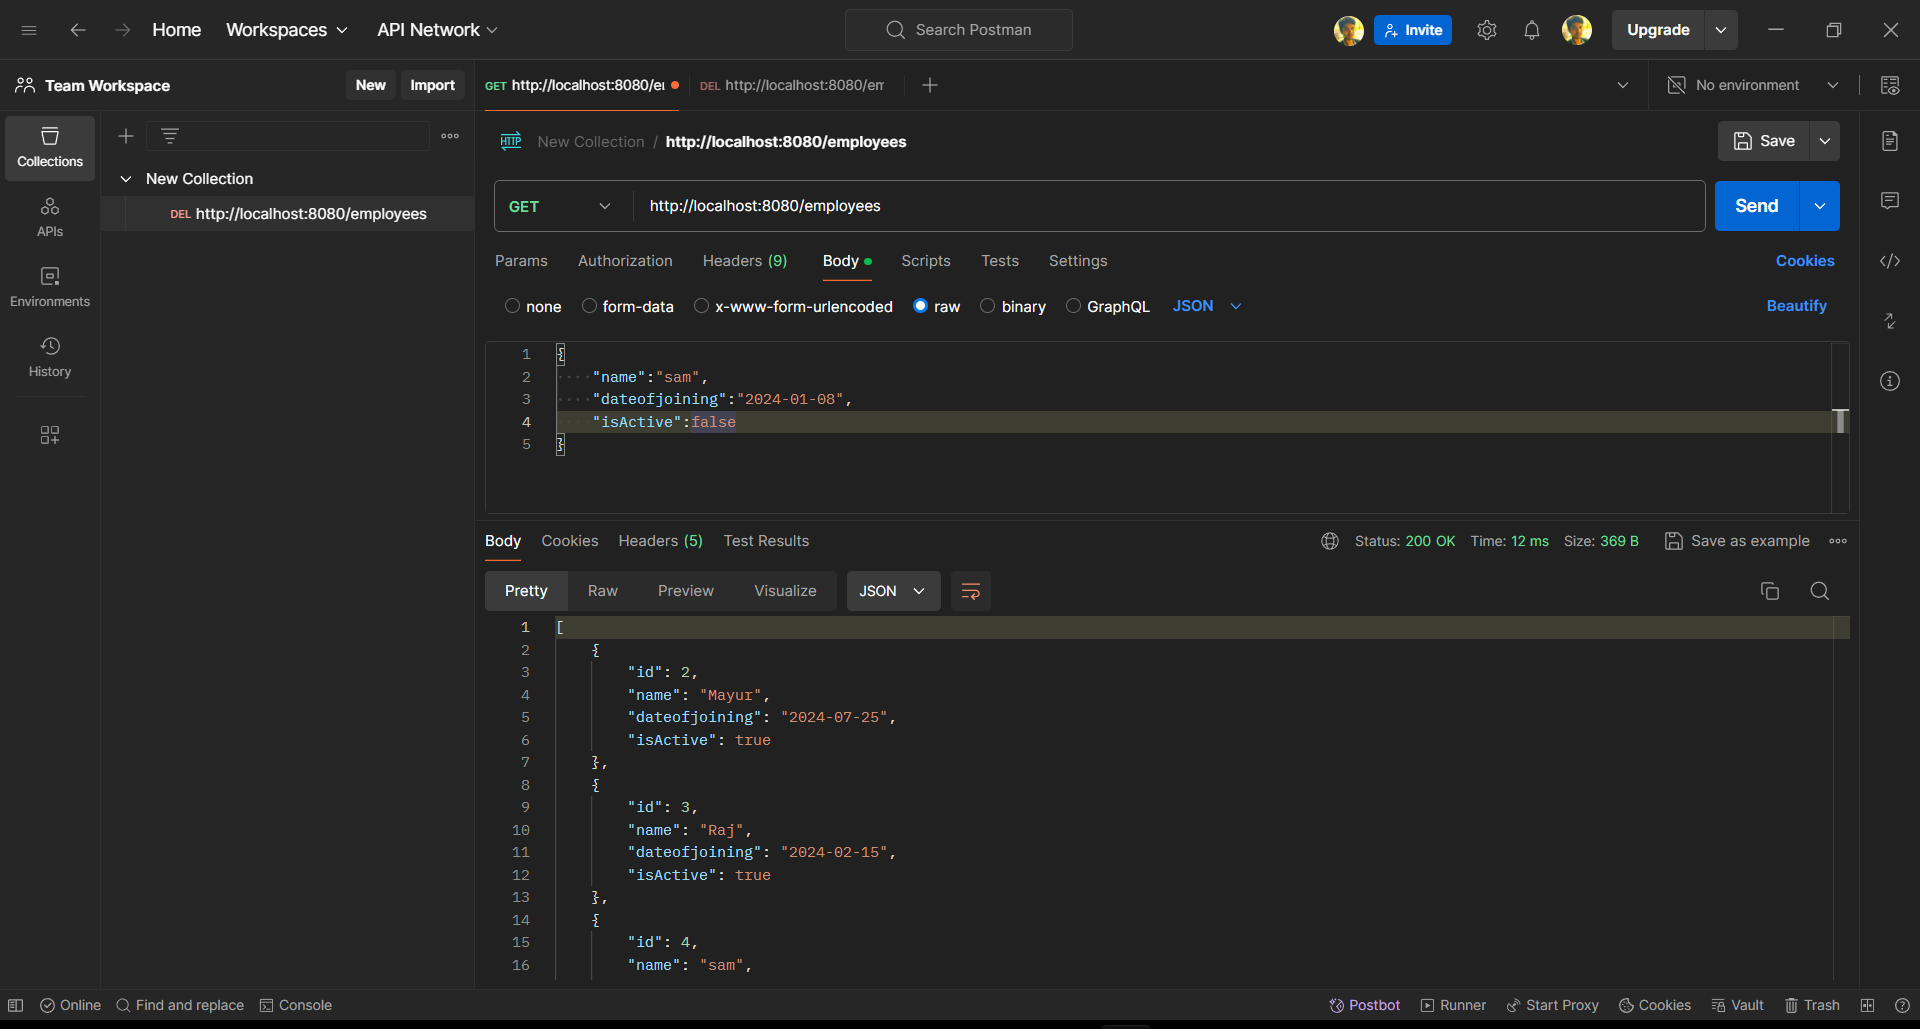 Home Workspaces API Network Search Postman Invite Upgrade
Team Workspace New Import GET http://localhost:8080/e DEL http://localhost:8080/em No environment
Collections
APIs
Environments
History
New Collection
DEL http://localhost:8080/employees
HTTP New Collection / http://localhost:8080/employees Save
GET http://localhost:8080/employees Send
Params Authorization Headers (9) Body Scripts Tests Settings Cookies
none form-data x-www-form-urlencoded raw binary GraphQL JSON Beautify
1 {
2 "name":"sam",
3 "dateofjoining":"2024-01-08",
4 "isActive":false
5 }
Body Cookies Headers (5) Test Results Status: 200 OK Time: 12 ms Size: 369 B Save as example
Pretty Raw Preview Visualize JSON
1 [
2 {
3 "id": 2,
4 "name": "Mayur",
5 "dateofjoining": "2024-07-25",
6 "isActive": true
7 },
8 {
9 "id": 3,
10 "name": "Raj",
11 "dateofjoining": "2024-02-15",
12 "isActive": true
13 },
14 {
15 "id": 4,
16 "name": "sam",
Online Find and replace Console Postbot Runner Start Proxy Cookies Vault Trash